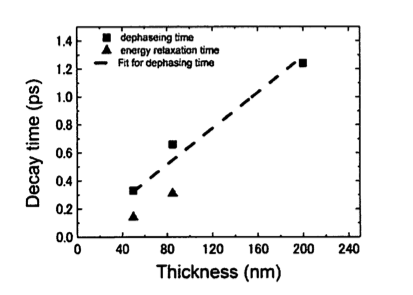 1.4
1.2
1.0
0.8
0.6
0.4
0.2
0.0
Decay time (ps)
dephaseing time
energy relaxation time
Fit for dephasing time
0 40 80 120 160 200 240
Thickness (nm)